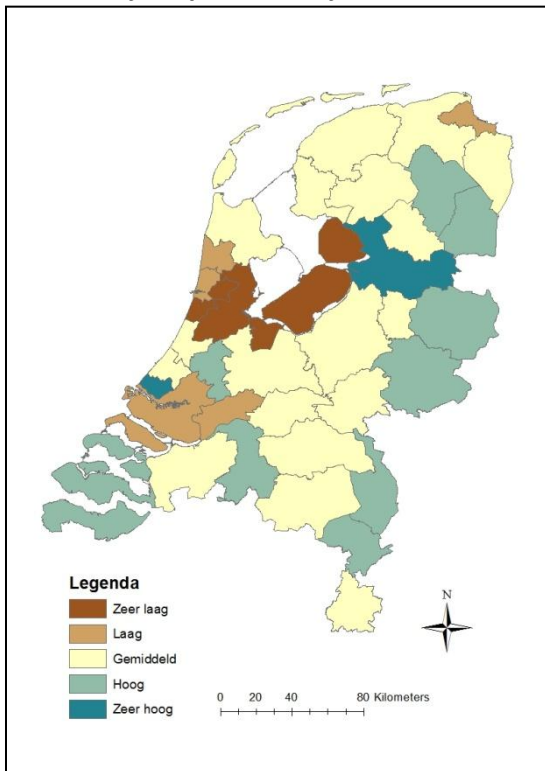 Legenda
Zeer laag
Laag
Gemiddeld
Hoog
Zeer hoog
N
0 20 40 80 Kilometers